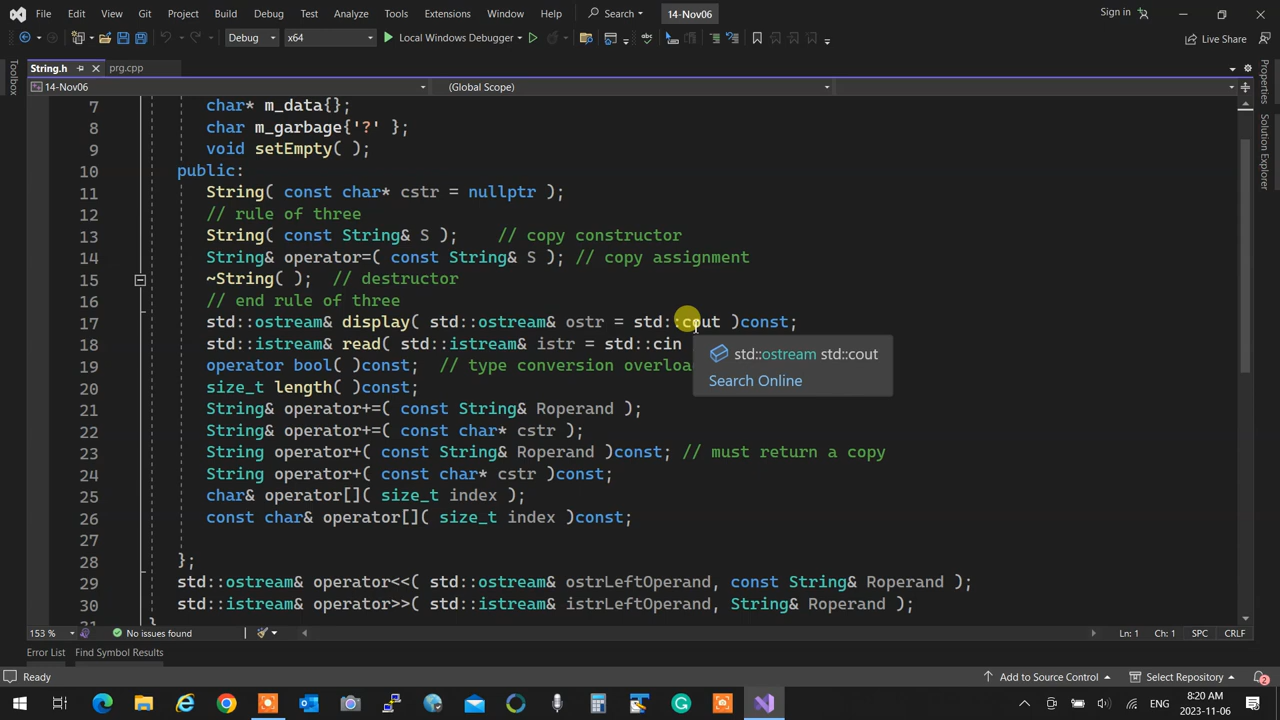 File Edit View Git Project Build Debug Test Analyze Tools Extensions Window Help Search 14-Nov06 Sign in
Debug x64 Local Windows Debugger Live Share
Toolbox
String.h prg.cpp
14-Nov06 (Global Scope)
7 char* m_data{};
8 char m_garbage{'?' };
9 void setEmpty( );
10 public:
11 String( const char* cstr = nullptr );
12 // rule of three
13 String( const String& S ); // copy constructor
14 String& operator=( const String& S ); // copy assignment
15 ~String( ); // destructor
16 // end rule of three
17 std::ostream& display( std::ostream& ostr = std::cout )const;
18 std::istream& read( std::istream& istr = std::cin
std::ostream std::cout
Search Online
19 operator bool( )const; // type conversion overloa
20 size_t length( )const;
21 String& operator+=( const String& Roperand );
22 String& operator+=( const char* cstr );
23 String operator+( const String& Roperand )const; // must return a copy
24 String operator+( const char* cstr )const;
25 char& operator[]( size_t index );
26 const char& operator[]( size_t index )const;
27
28 };
29 std::ostream& operator<<( std::ostream& ostrLeftOperand, const String& Roperand );
30 std::istream& operator>>( std::istream& istrLeftOperand, String& Roperand );
31 }
Properties
Solution Explorer
153 % No issues found Ln: 1 Ch: 1 SPC CRLF
Error List Find Symbol Results
Ready Add to Source Control Select Repository 2
ENG 8:20 AM
2023-11-06